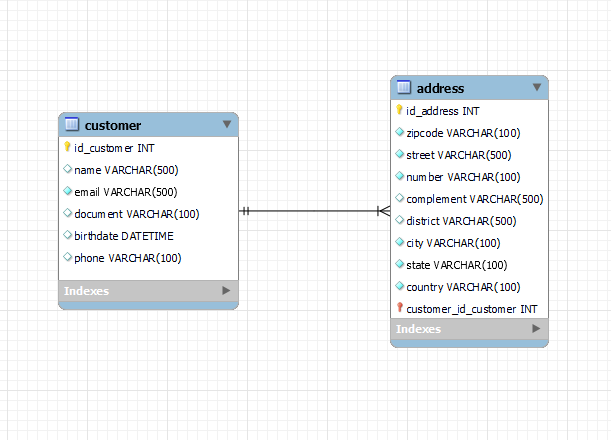 customer
id_customer INT
name VARCHAR(500)
email VARCHAR(500)
document VARCHAR(100)
birthdate DATETIME
phone VARCHAR(100)
Indexes
address
id_address INT
zipcode VARCHAR(100)
street VARCHAR(500)
number VARCHAR(100)
complement VARCHAR(500)
district VARCHAR(500)
city VARCHAR(100)
state VARCHAR(100)
country VARCHAR(100)
customer_id_customer INT
Indexes